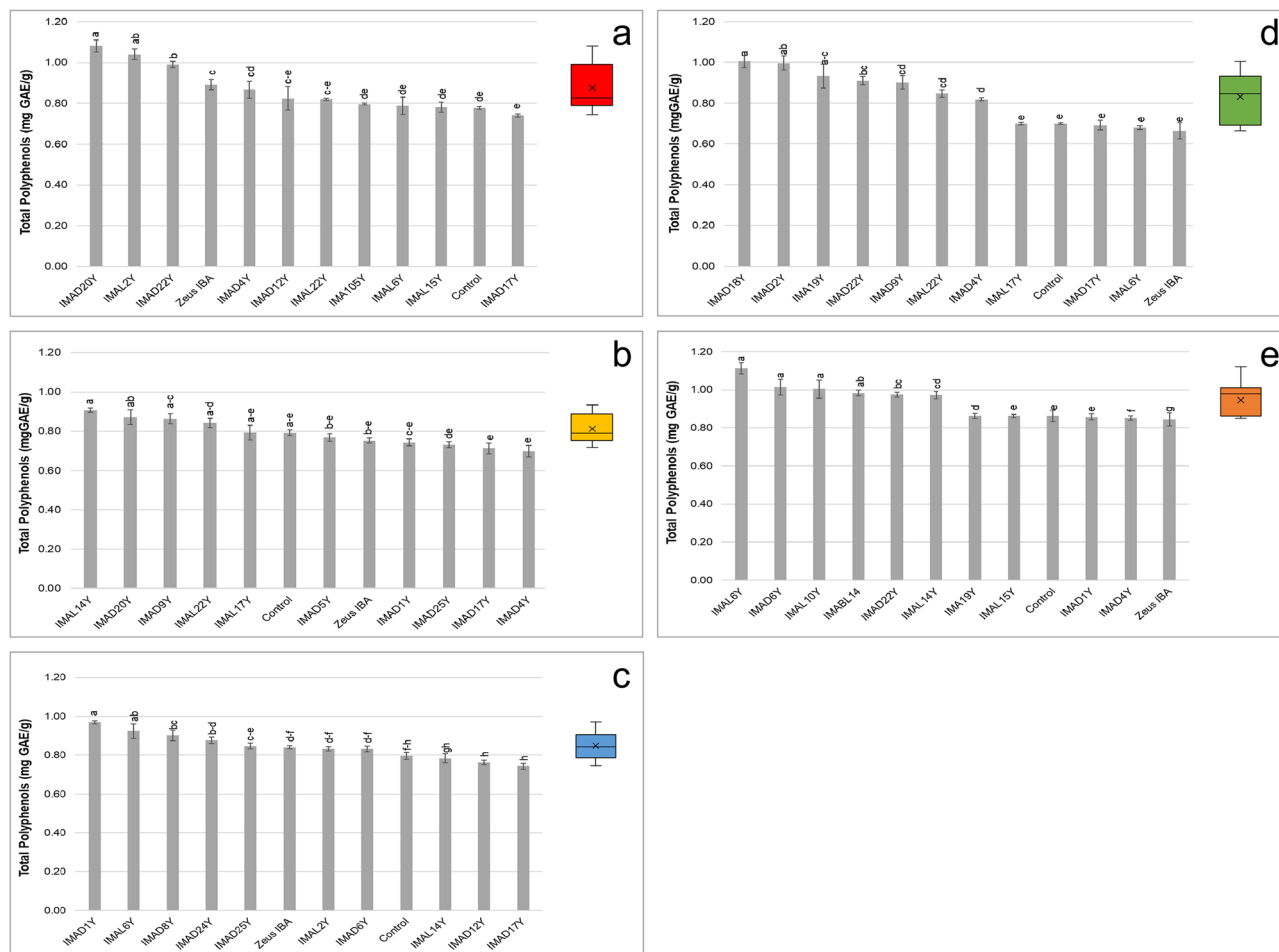 a
Total Polyphenols (mg GAE/g)
1.20
1.00
0.80
0.60
0.40
0.20
0.00
a ab b c cd c-e c-e de de de de e
IMAD20Y IMAL2Y IMAD22Y Zeus IBA IMAD4Y IMAD12Y IMAL22Y IMA105Y IMAL6Y IMAL15Y Control IMAD17Y
d
Total Polyphenols (mgGAE/g)
1.20
1.00
0.80
0.60
0.40
0.20
0.00
a ab a-c bc cd cd d e e e e e
IMAD18Y IMAD21Y IMA19Y IMAD22Y IMAD9Y IMAL22Y IMAD4Y IMAL17Y Control IMAD17Y IMAL6Y Zeus IBA
b
Total Polyphenols (mgGAE/g)
1.20
1.00
0.80
0.60
0.40
0.20
0.00
a ab a-c a-d a-e a-e b-e b-e c-e de e e
IMAL14Y IMAD20Y IMAD9Y IMAL22Y IMAL17Y Control IMAD5Y Zeus IBA IMAD1Y IMAD25Y IMAD17Y IMAD4Y
e
Total Polyphenols (mg GAE/g)
1.20
1.00
0.80
0.60
0.40
0.20
0.00
a a a ab bc cd d e e e f g
IMAL6Y IMAD6Y IMAL10Y IMABL14 IMAD22Y IMAL14Y IMA19Y IMAL15Y Control IMAD1Y IMAD4Y Zeus IBA
c
Total Polyphenols (mg GAE/g)
1.20
1.00
0.80
0.60
0.40
0.20
0.00
a ab bc b-d c-e d-f d-f d-f f-h gh h h
IMAD1Y IMAL6Y IMAD8Y IMAD24Y IMAD25Y Zeus IBA IMAL2Y IMAD6Y Control IMAL14Y IMAD12Y IMAD17Y